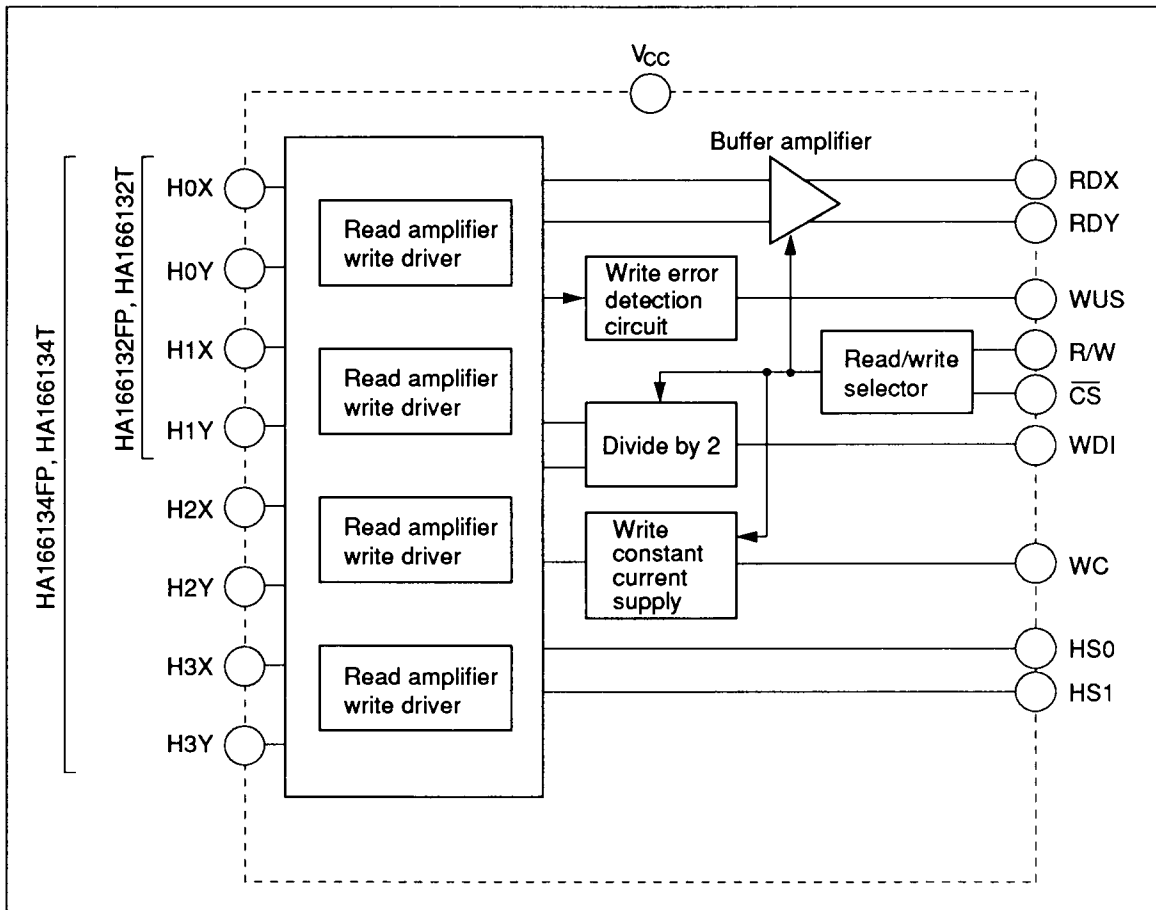 VCC
Buffer amplifier
HA166134FP, HA166134T
HA166132FP, HA166132T
H0X
H0Y
H1X
H1Y
H2X
H2Y
H3X
H3Y
Read amplifier
write driver
Read amplifier
write driver
Read amplifier
write driver
Read amplifier
write driver
Write error
detection
circuit
Read/write
selector
Divide by 2
Write
constant
current
supply
RDX
RDY
WUS
R/W
C̅S̅
WDI
WC
HS0
HS1